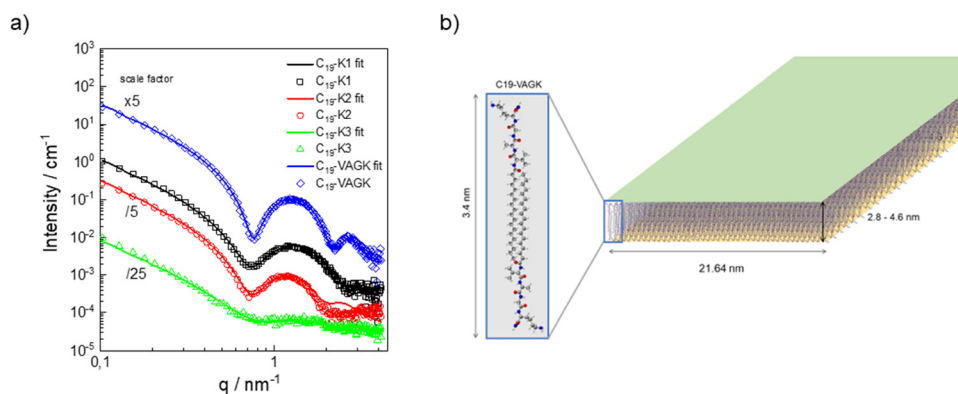 a)
b)
Intensity / cm⁻¹
10³
10²
10¹
10⁰
10⁻¹
10⁻²
10⁻³
10⁻⁴
10⁻⁵
scale factor
x5
/5
/25
C₁₉-K1 fit
C₁₉-K1
C₁₉-K2 fit
C₁₉-K2
C₁₉-K3 fit
C₁₉-K3
C₁₉-VAGK fit
C₁₉-VAGK
0,1
1
q / nm⁻¹
C19-VAGK
3.4 nm
2.8 - 4.6 nm
21.64 nm